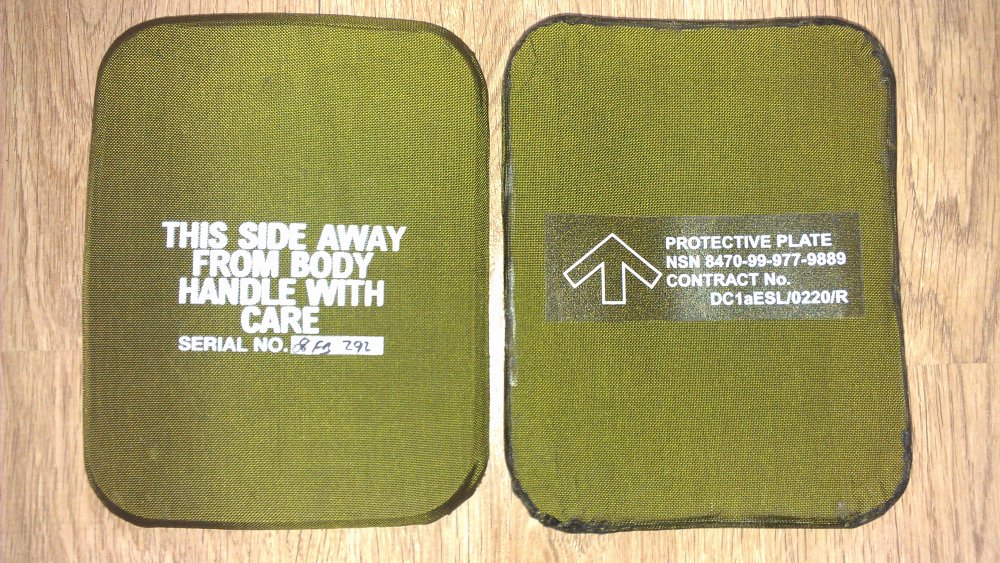 THIS SIDE AWAY
FROM BODY
HANDLE WITH
CARE
SERIAL NO. 292
PROTECTIVE PLATE
NSN 8470-99-977-9889
CONTRACT No.
DC1aESL/0220/R